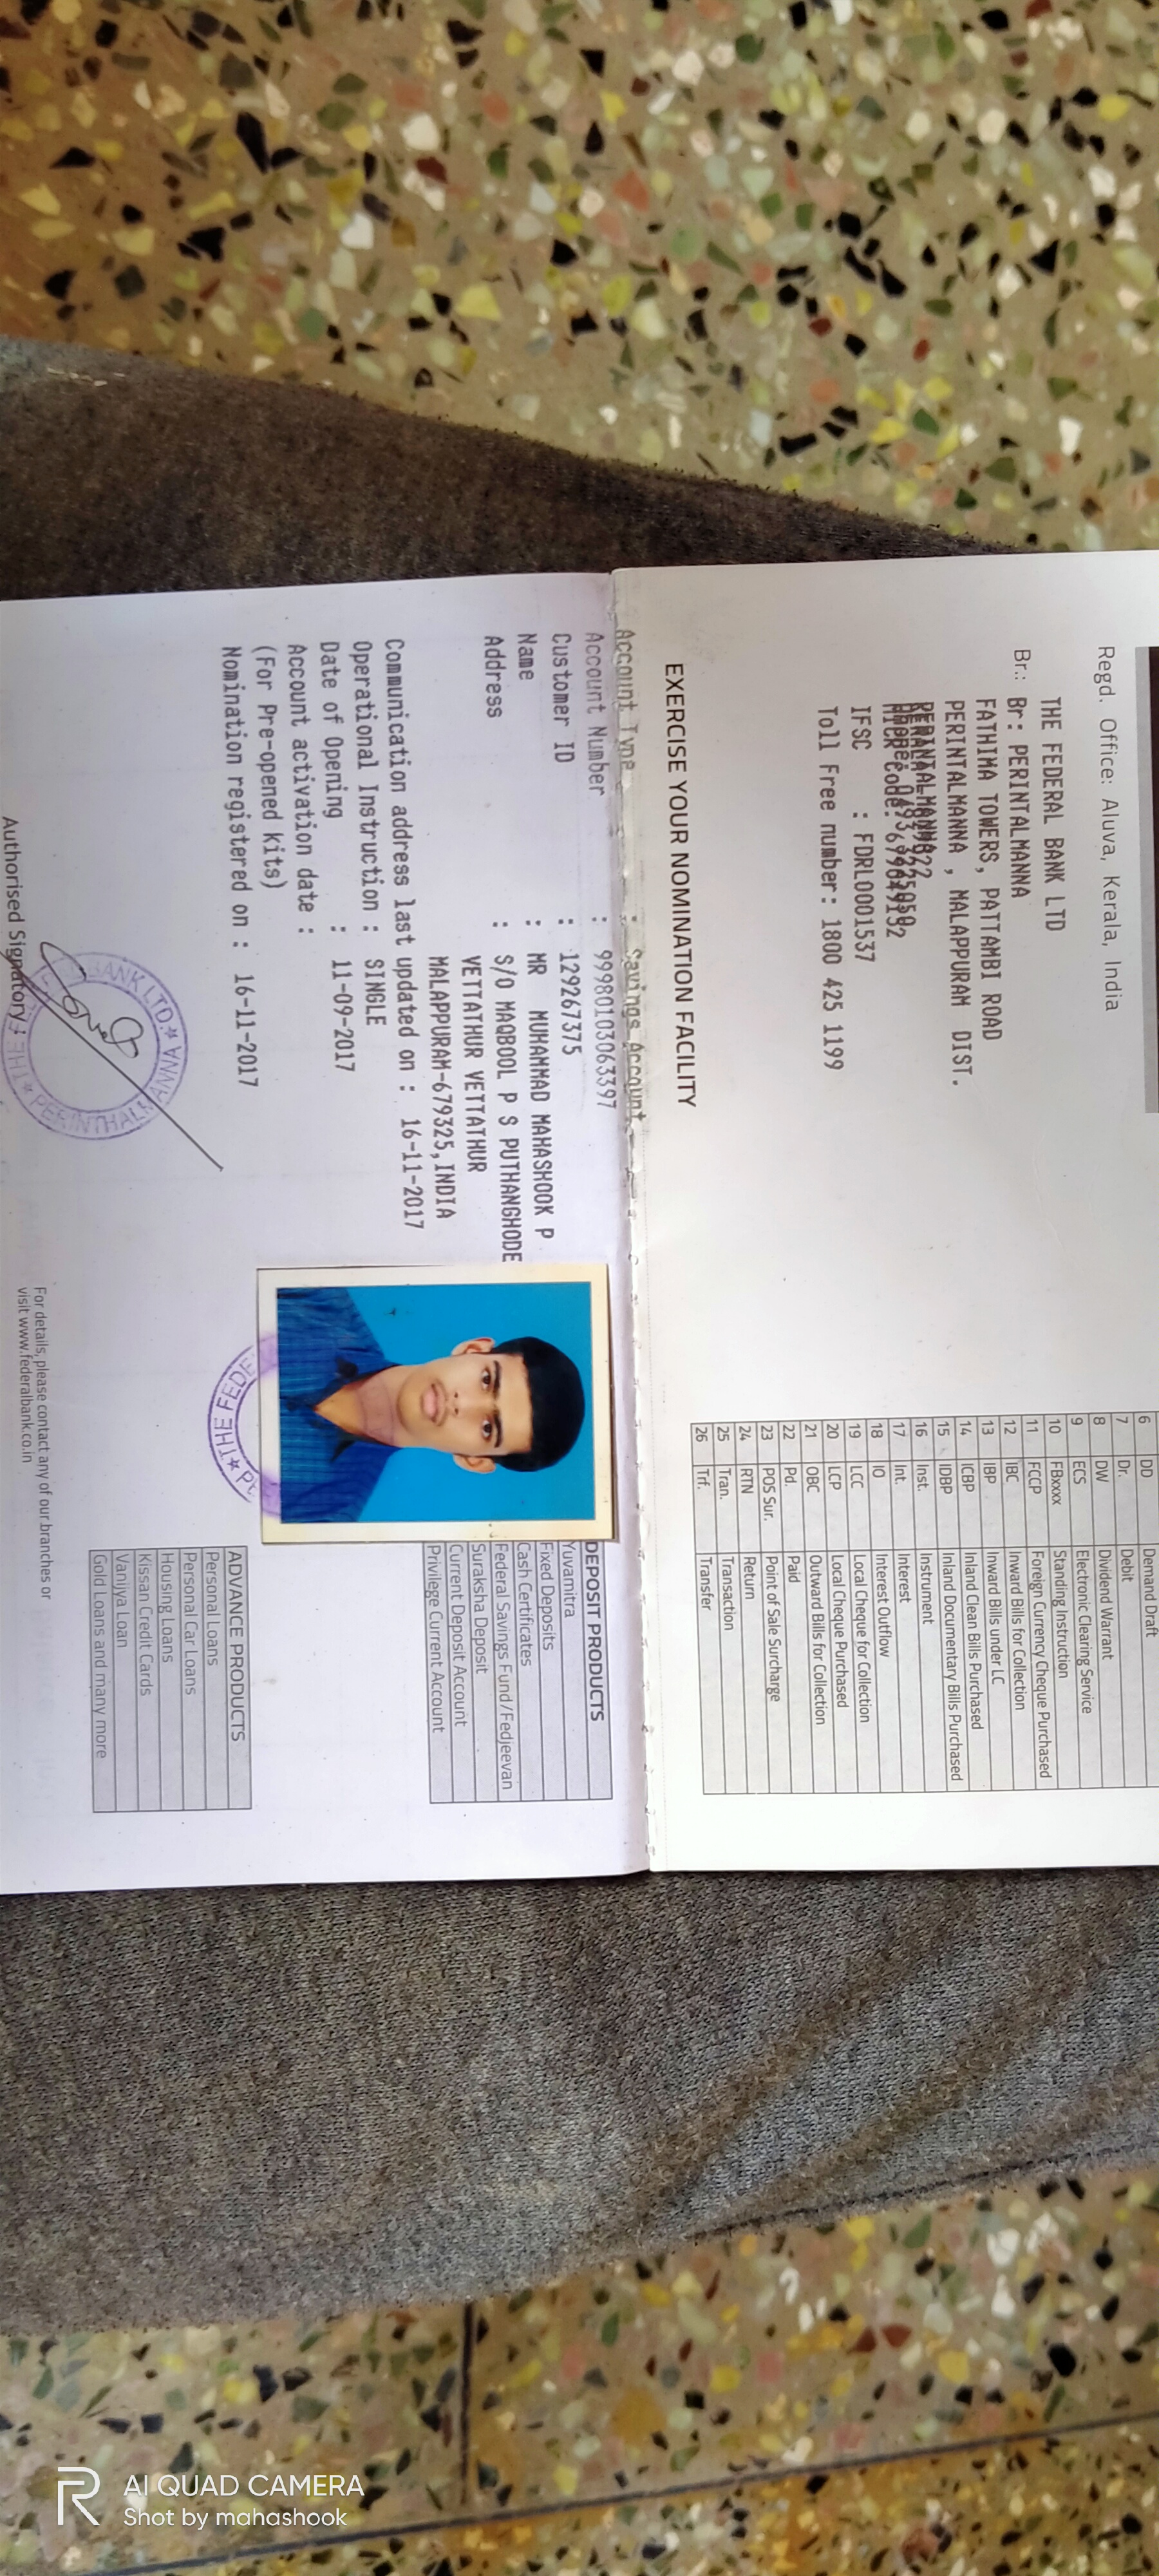 Regd. Office: Aluva, Kerala, India
THE FEDERAL BANK LTD
Br.: Br: PERINTALMANNA
FATHIMA TOWERS, PATTAMBI ROAD
PERINTALMANNA , MALAPPURAM DIST.
IFSC : FDRL0001537
Toll Free number: 1800 425 1199
6 DD Demand Draft
7 Dr. Debit
8 DW Dividend Warrant
9 ECS Electronic Clearing Service
10 FBxxxx Standing Instruction
11 FCCP Foreign Currency Cheque Purchased
12 IBC Inward Bills for Collection
13 IBP Inward Bills under LC
14 ICBP Inland Clean Bills Purchased
15 IDBP Inland Documentary Bills Purchased
16 Inst. Instrument
17 Int. Interest
18 IO Interest Outflow
19 LCC Local Cheque for Collection
20 LCP Local Cheque Purchased
21 OBC Outward Bills for Collection
22 Pd. Paid
23 POS Sur. Point of Sale Surcharge
24 RTN Return
25 Tran. Transaction
26 Trf. Transfer
EXERCISE YOUR NOMINATION FACILITY
Account Type : Savings Account
Account Number : 99980103063397
Customer ID : 129267375
Name : MR MUHAMMAD MAHASHOOK P
Address : S/O MAQBOOL P S PUTHANGHODE
VETTATHUR VETTATHUR
MALAPPURAM-679325,INDIA
Communication address last updated on : 16-11-2017
Operational Instruction : SINGLE
Date of Opening : 11-09-2017
Account activation date :
(For Pre-opened kits)
Nomination registered on : 16-11-2017
Authorised Signatory :
BANK LTD.
PERINTHALMANNA
THE FEDE
DEPOSIT PRODUCTS
Yuvamitra
Fixed Deposits
Cash Certificates
Federal Savings Fund/Fedjeevan
Suraksha Deposit
Current Deposit Account
Privilege Current Account
ADVANCE PRODUCTS
Personal Loans
Personal Car Loans
Housing Loans
Kissan Credit Cards
Vanijya Loan
Gold Loans and many more
For details, please contact any of our branches or
visit www.federalbank.co.in
AI QUAD CAMERA
Shot by mahashook